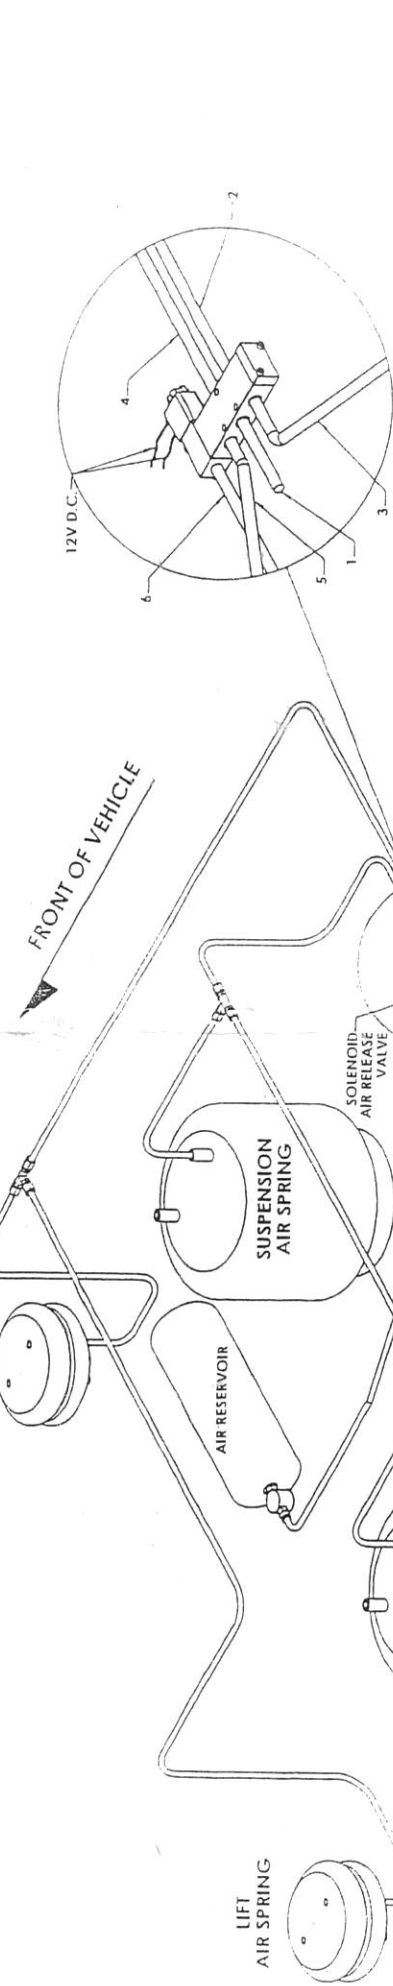 2
4
12V D.C.
6
5
1
3
FRONT OF VEHICLE
SOLENOID
AIR RELEASE
VALVE
SUSPENSION
AIR SPRING
AIR RESERVOIR
LIFT
AIR SPRING